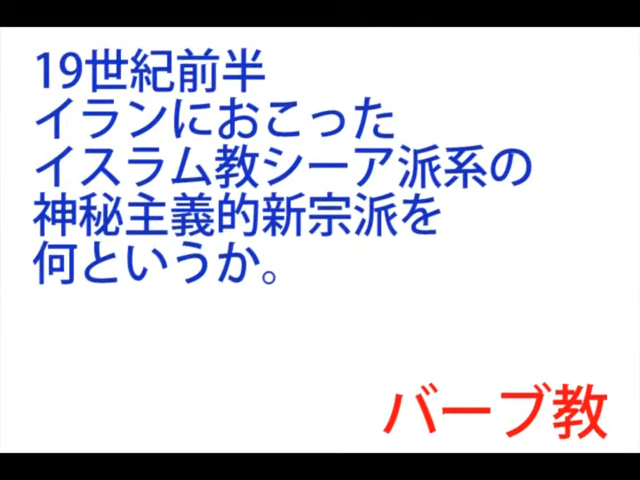 19世紀前半
イランにおこった
イスラム教シーア派系の
神秘主義的新宗派を
何というか。
バーブ教